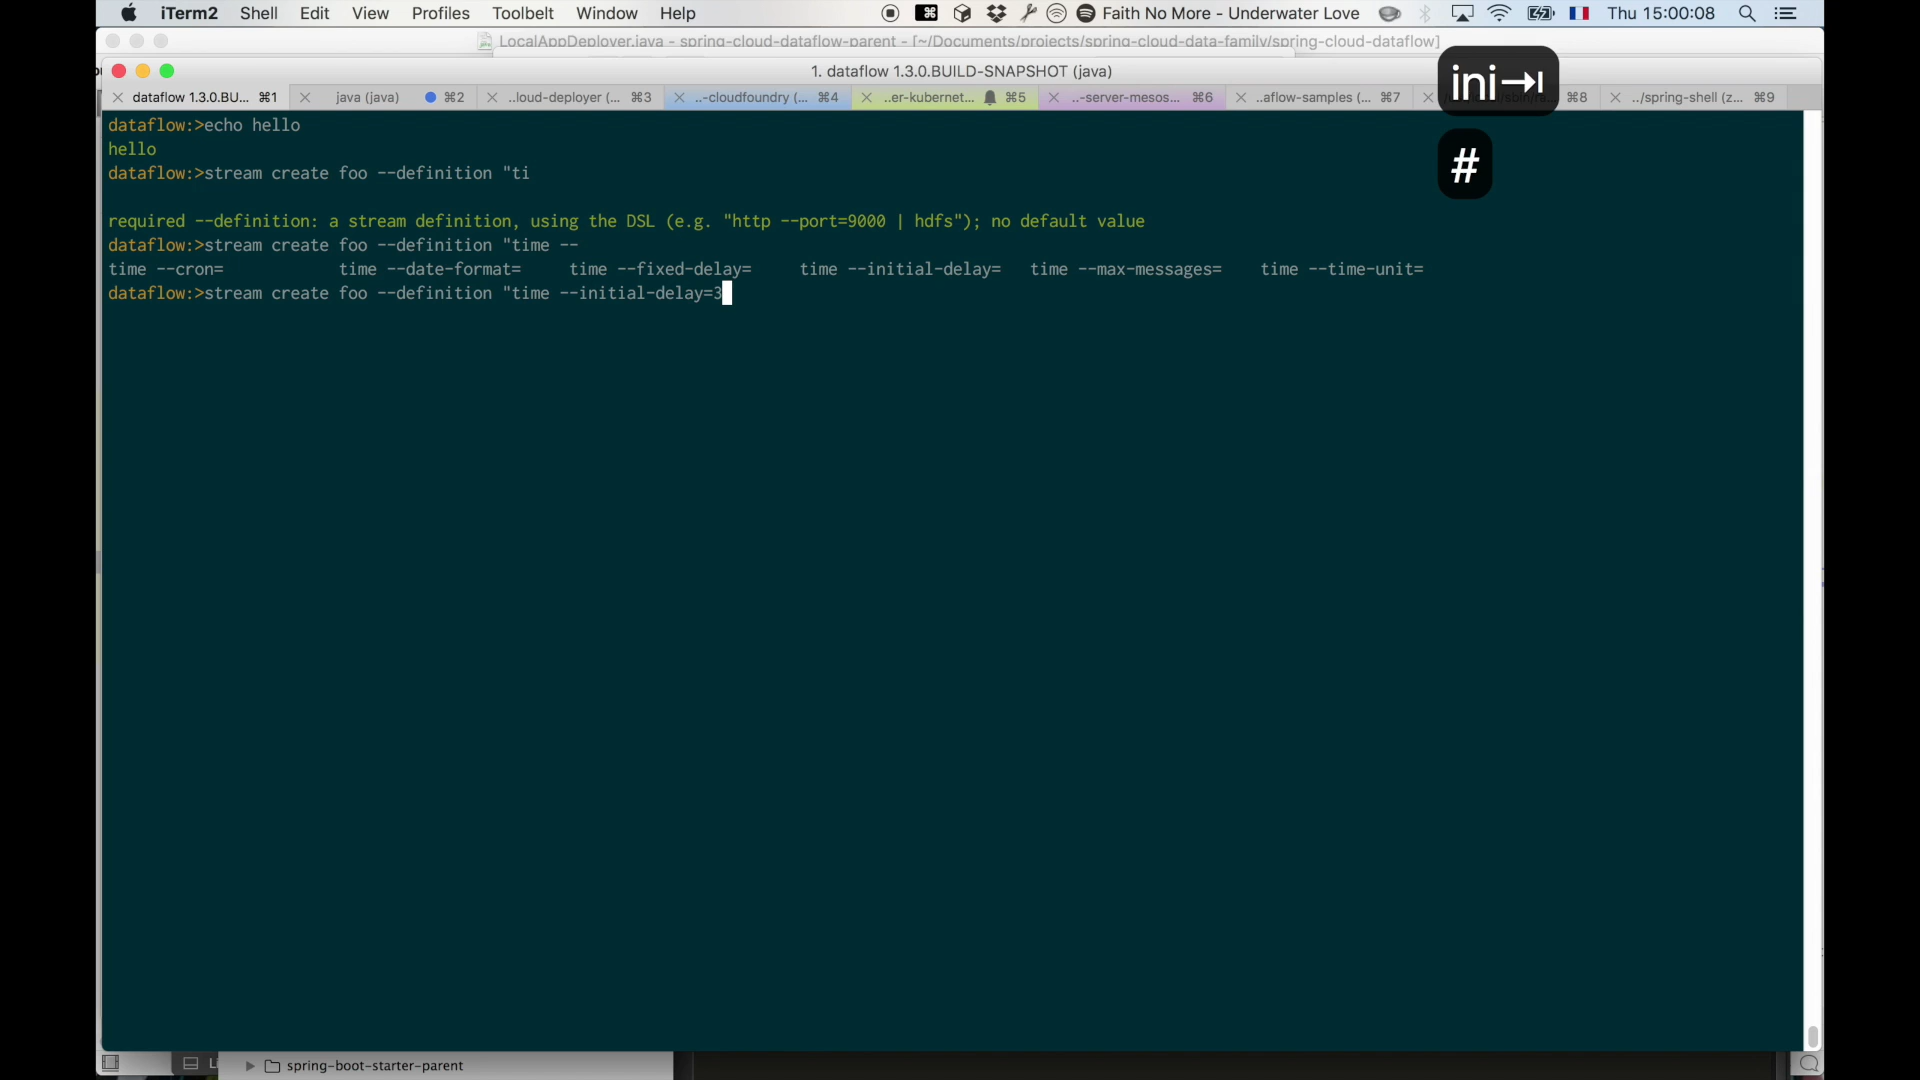 iTerm2 Shell Edit View Profiles Toolbelt Window Help Faith No More - Underwater Love Thu 15:00:08
LocalAppDeployer.java - spring-cloud-dataflow-parent - [~/Documents/projects/spring-cloud-data-family/spring-cloud-dataflow]
1. dataflow 1.3.0.BUILD-SNAPSHOT (java)
ini⇥
dataflow 1.3.0.BU... ⌘1 java (java) ⌘2 ..loud-deployer (... ⌘3 ..-cloudfoundry (... ⌘4 ..er-kubernet... ⌘5 ..-server-mesos... ⌘6 ..aflow-samples (... ⌘7 ⌘8 ../spring-shell (z... ⌘9
#
dataflow:>echo hello
hello
dataflow:>stream create foo --definition "ti
required --definition: a stream definition, using the DSL (e.g. "http --port=9000 | hdfs"); no default value
dataflow:>stream create foo --definition "time --
time --cron= time --date-format= time --fixed-delay= time --initial-delay= time --max-messages= time --time-unit=
dataflow:>stream create foo --definition "time --initial-delay=3
spring-boot-starter-parent